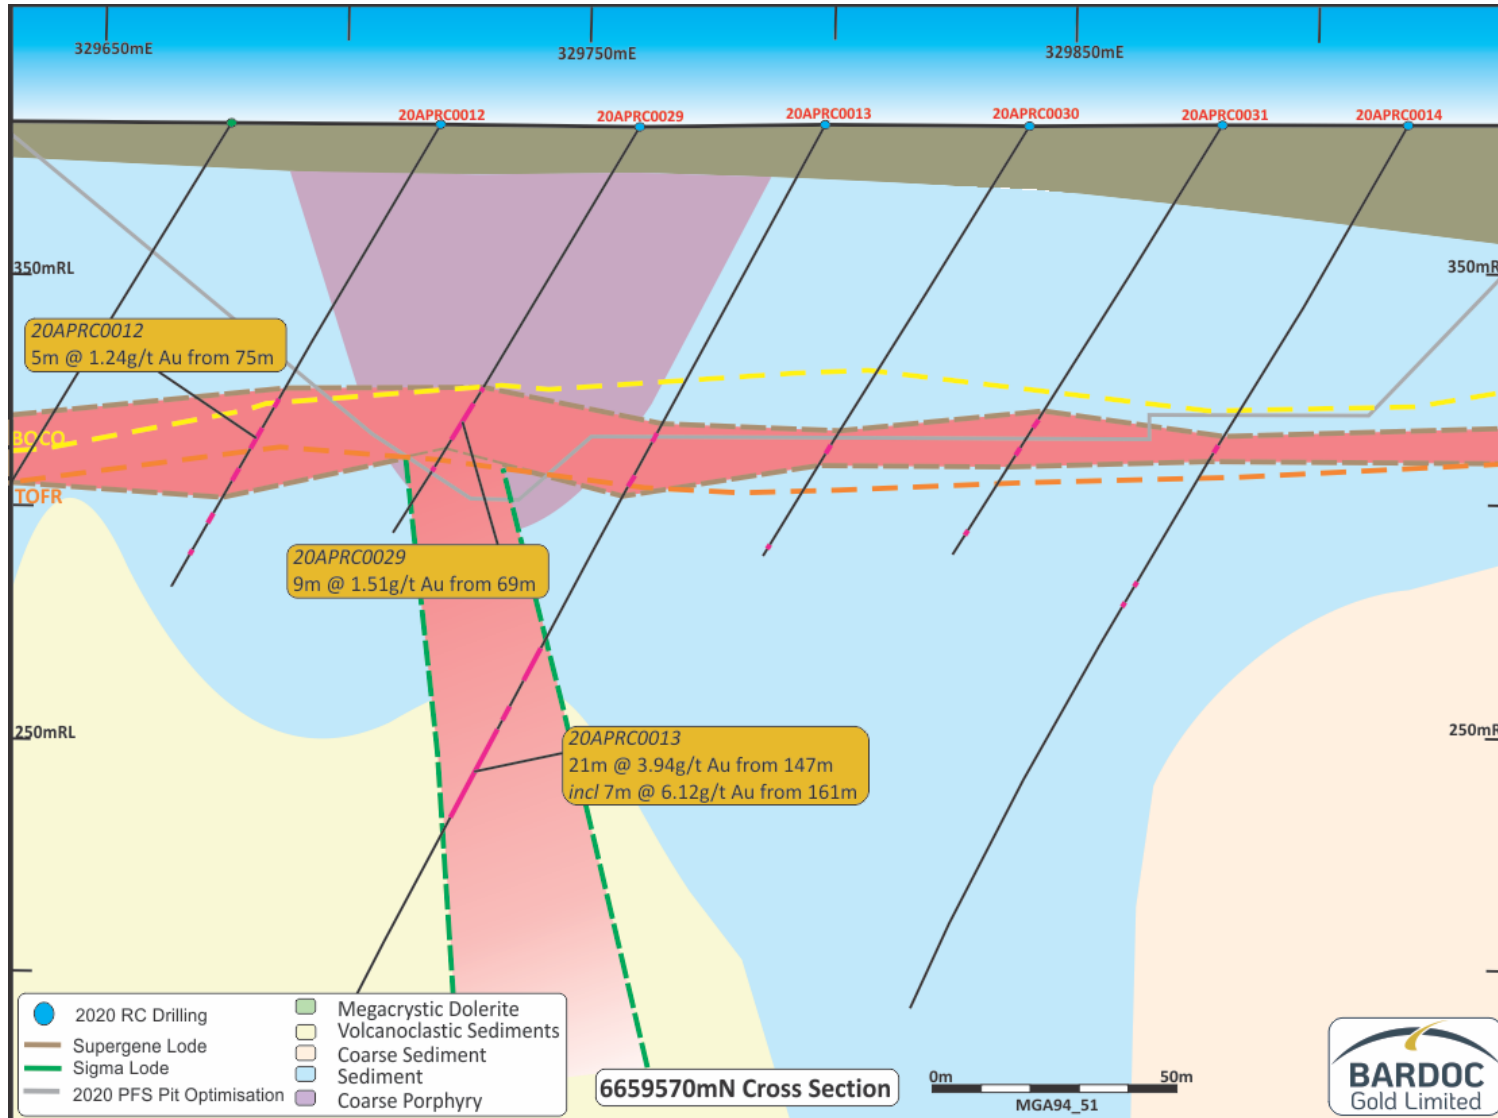 329650mE
329750mE
329850mE
20APRC0012
20APRC0029
20APRC0013
20APRC0030
20APRC0031
20APRC0014
350mRL
350mR
20APRC0012
5m @ 1.24g/t Au from 75m
BOCO
TOFR
20APRC0029
9m @ 1.51g/t Au from 69m
250mRL
250mR
20APRC0013
21m @ 3.94g/t Au from 147m
incl 7m @ 6.12g/t Au from 161m
2020 RC Drilling
Supergene Lode
Sigma Lode
2020 PFS Pit Optimisation
Megacrystic Dolerite
Volcanoclastic Sediments
Coarse Sediment
Sediment
Coarse Porphyry
6659570mN Cross Section
0m
50m
MGA94_51
BARDOC
Gold Limited